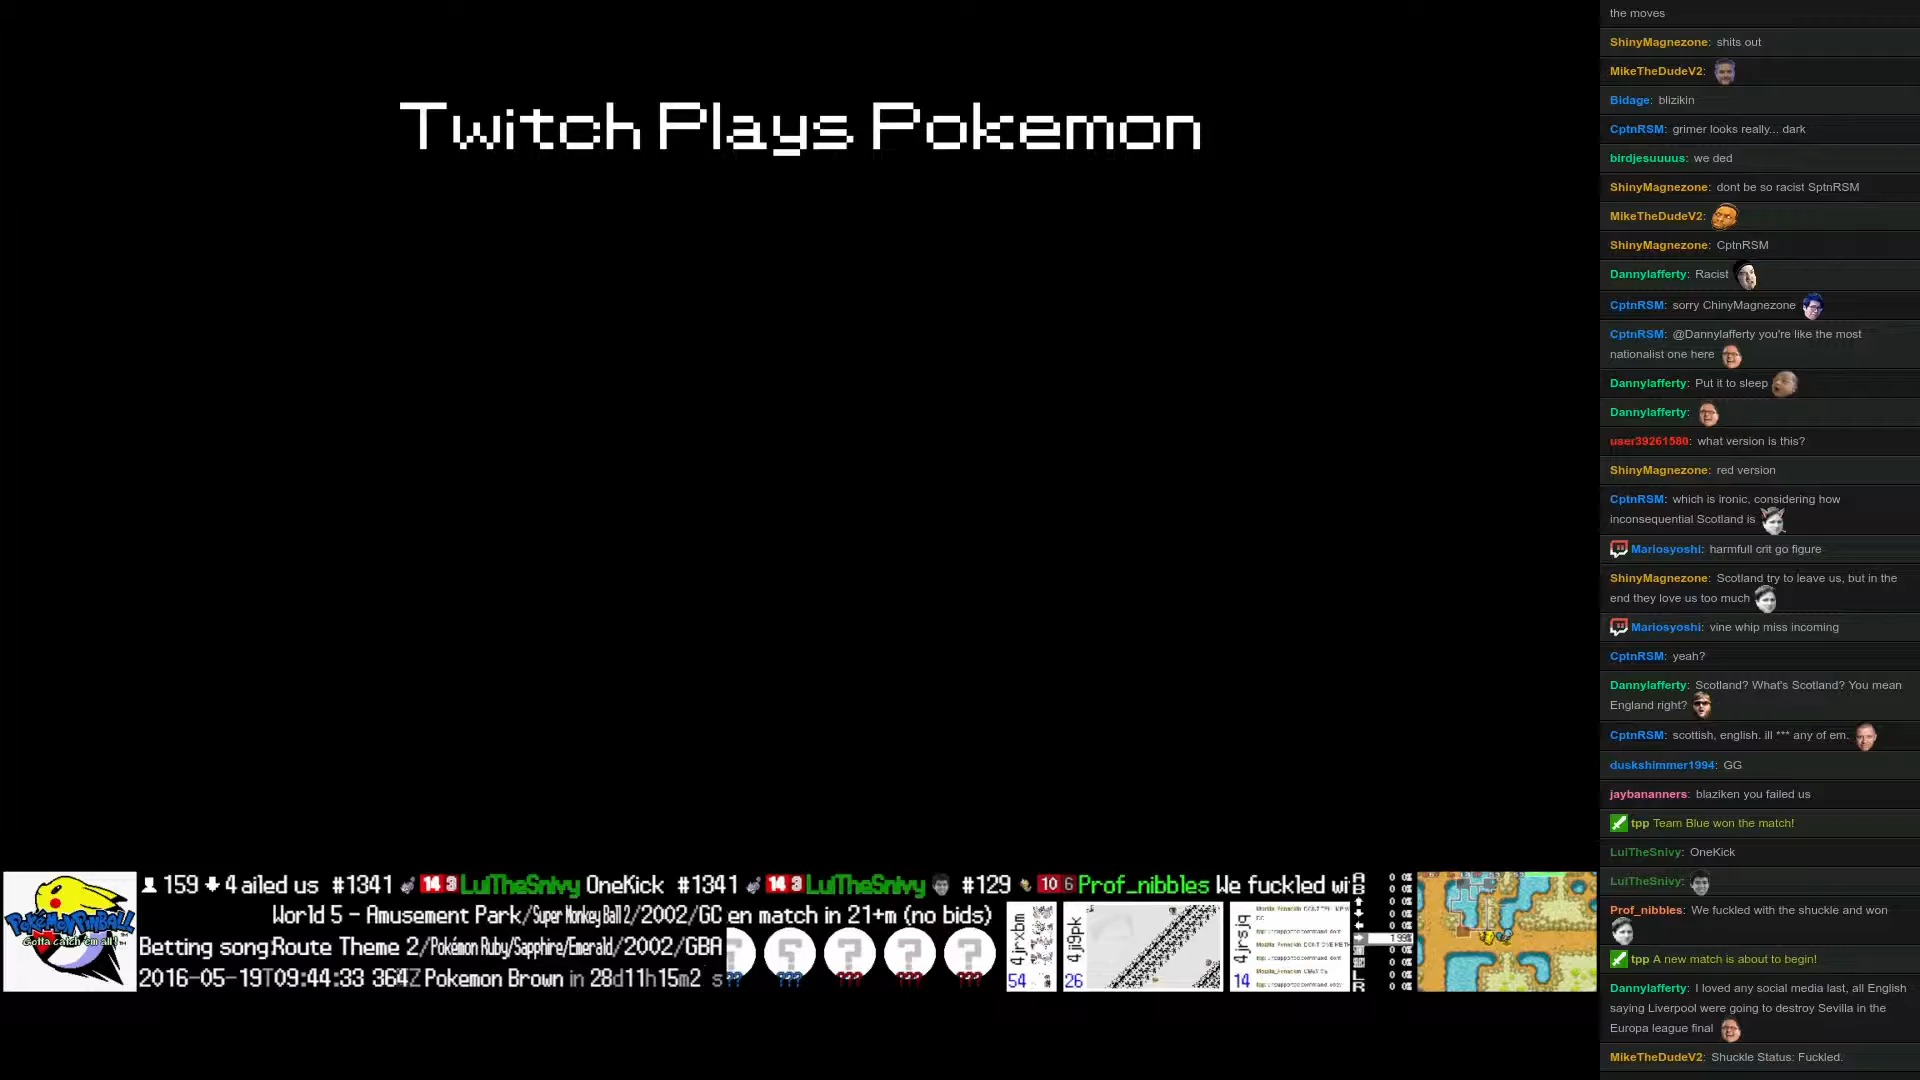 Twitch Plays Pokemon
159 4 ailed us #1341 14 3 LuiTheSnivy OneKick #1341 14 3 LuiTheSnivy #129 10 6 Prof_nibbles We fuckled wi
World 5 - Amusement Park/Super Monkey Ball 2/2002/GC en match in 21+m (no bids)
Betting song Route Theme 2/Pokémon Ruby/Sapphire/Emerald/2002/GBA
2016-05-19T09:44:33 364Z Pokemon Brown in 28d11h15m2 s
Pokémon Pinball
Gotta catch 'em all!
? ? ? ?
??? ??? ??? ???
4jrxbm
54
4ji9pk
26
4jrsjq
14
the moves
ShinyMagnezone: shits out
MikeTheDudeV2:
Bidage: blizikin
CptnRSM: grimer looks really... dark
birdjesuuuus: we ded
ShinyMagnezone: dont be so racist SptnRSM
MikeTheDudeV2:
ShinyMagnezone: CptnRSM
Dannylafferty: Racist
CptnRSM: sorry ChinyMagnezone
CptnRSM: @Dannylafferty you're like the most
nationalist one here
Dannylafferty: Put it to sleep
Dannylafferty:
user39261580: what version is this?
ShinyMagnezone: red version
CptnRSM: which is ironic, considering how
inconsequential Scotland is
Mariosyoshi: harmfull crit go figure
ShinyMagnezone: Scotland try to leave us, but in the
end they love us too much
Mariosyoshi: vine whip miss incoming
CptnRSM: yeah?
Dannylafferty: Scotland? What's Scotland? You mean
England right?
CptnRSM: scottish, english. ill *** any of em.
duskshimmer1994: GG
jaybananners: blaziken you failed us
tpp Team Blue won the match!
LuiTheSnivy: OneKick
LuiTheSnivy:
Prof_nibbles: We fuckled with the shuckle and won
tpp A new match is about to begin!
Dannylafferty: I loved any social media last, all English
saying Liverpool were going to destroy Sevilla in the
Europa league final
MikeTheDudeV2: Shuckle Status: Fuckled.